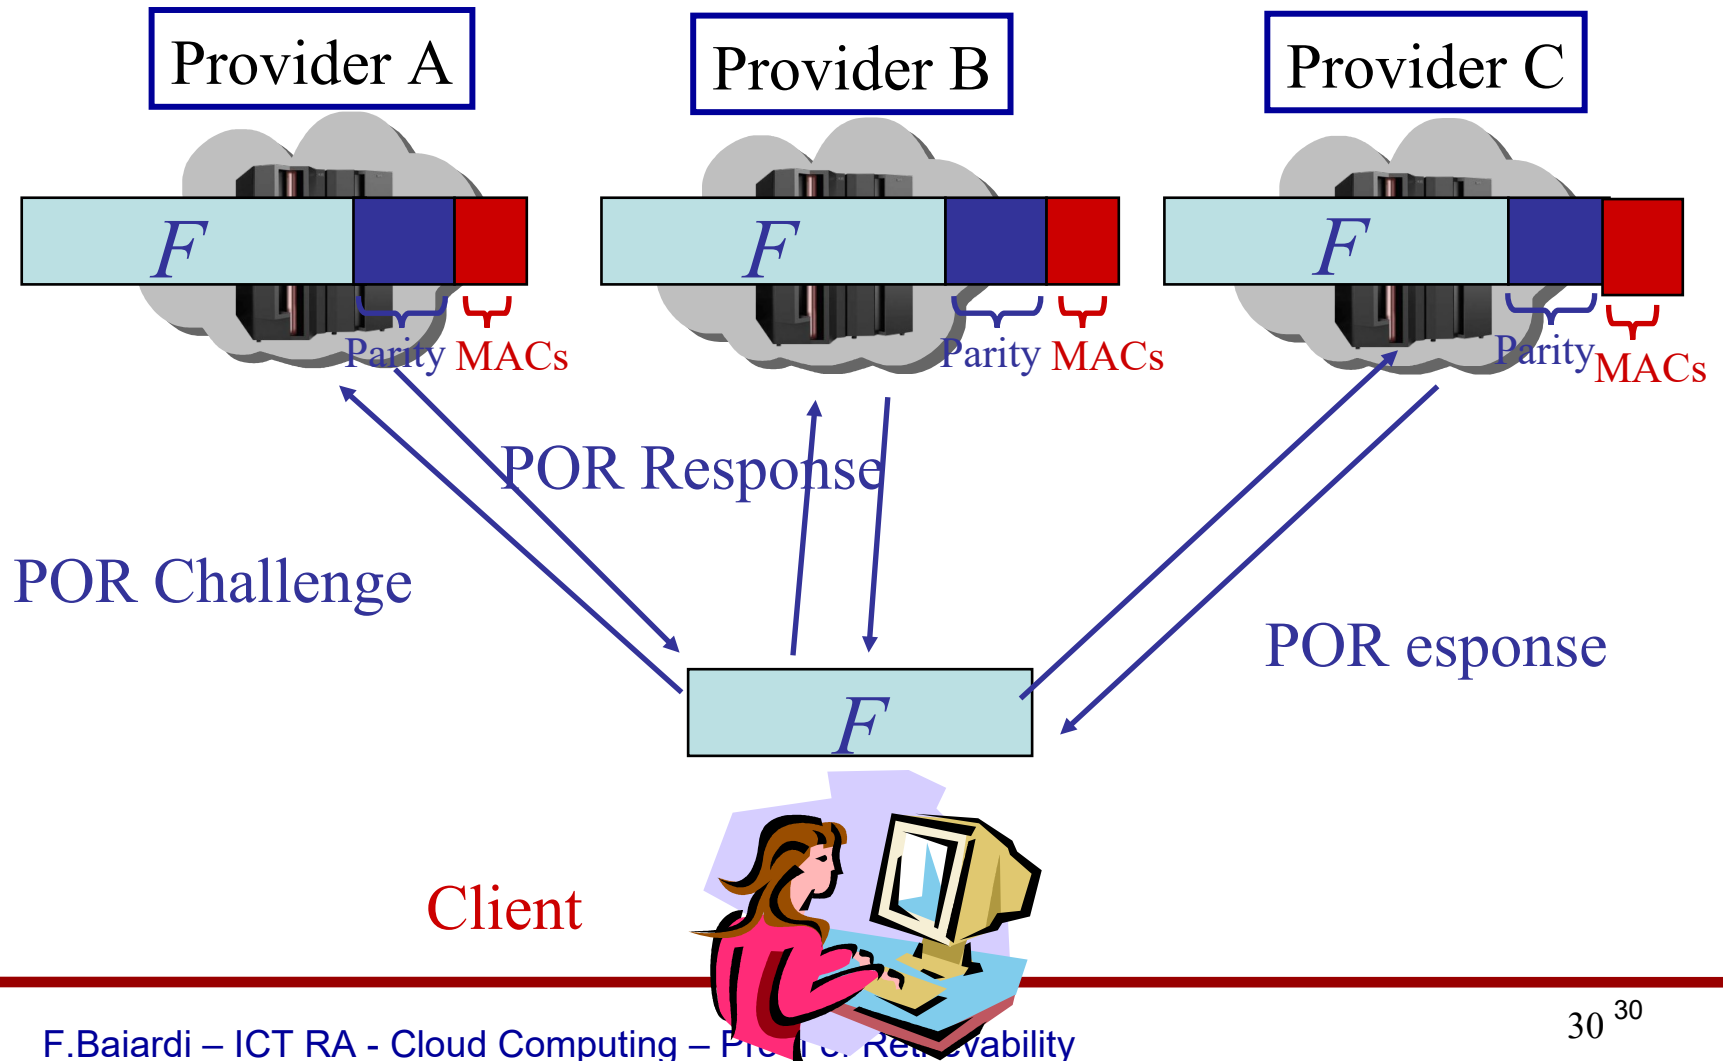 Provider A
Provider B
Provider C
F
F
F
Parity MACs
Parity MACs
Parity MACs
POR Response
POR Challenge
POR esponse
F
Client
F.Baiardi – ICT RA - Cloud Computing –
30 30